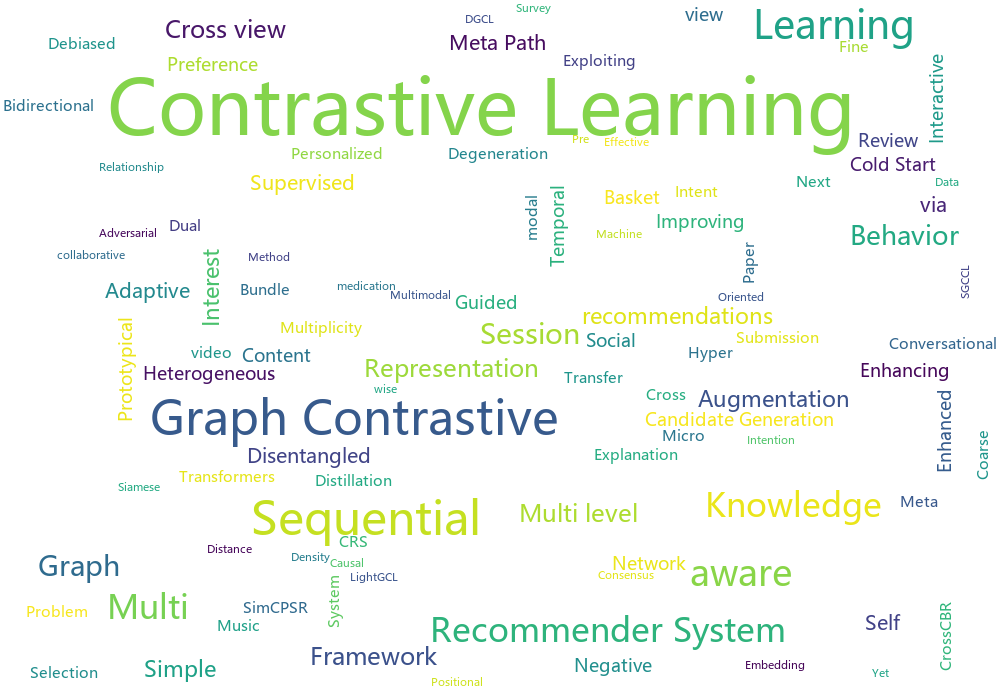 Survey
DGCL
view
Learning
Cross view
Debiased
Meta Path
Fine
Preference
Exploiting
Interactive
Contrastive Learning
Bidirectional
Pre
Effective
Review
Personalized
Degeneration
Cold Start
Relationship
Supervised
Next
Data
Basket
Intent
via
modal
Temporal
Improving
Dual
Adversarial
Machine
Behavior
collaborative
Method
Paper
Interest
SGCCL
Adaptive
Bundle
medication
Multimodal
Guided
Oriented
recommendations
Multiplicity
Session
Social
Submission
Conversational
Prototypical
video
Content
Hyper
Heterogeneous
Representation
Enhancing
Transfer
wise
Cross
Augmentation
Graph Contrastive
Candidate Generation
Micro
Intention
Enhanced
Coarse
Disentangled
Explanation
Transformers
Distillation
Siamese
Sequential
Multi level
Knowledge
Meta
CRS
Distance
Density
Causal
Graph
LightGCL
Network
Consensus
aware
System
Multi
Problem
SimCPSR
Music
Recommender System
Self
CrossCBR
Framework
Simple
Selection
Negative
Embedding
Yet
Positional